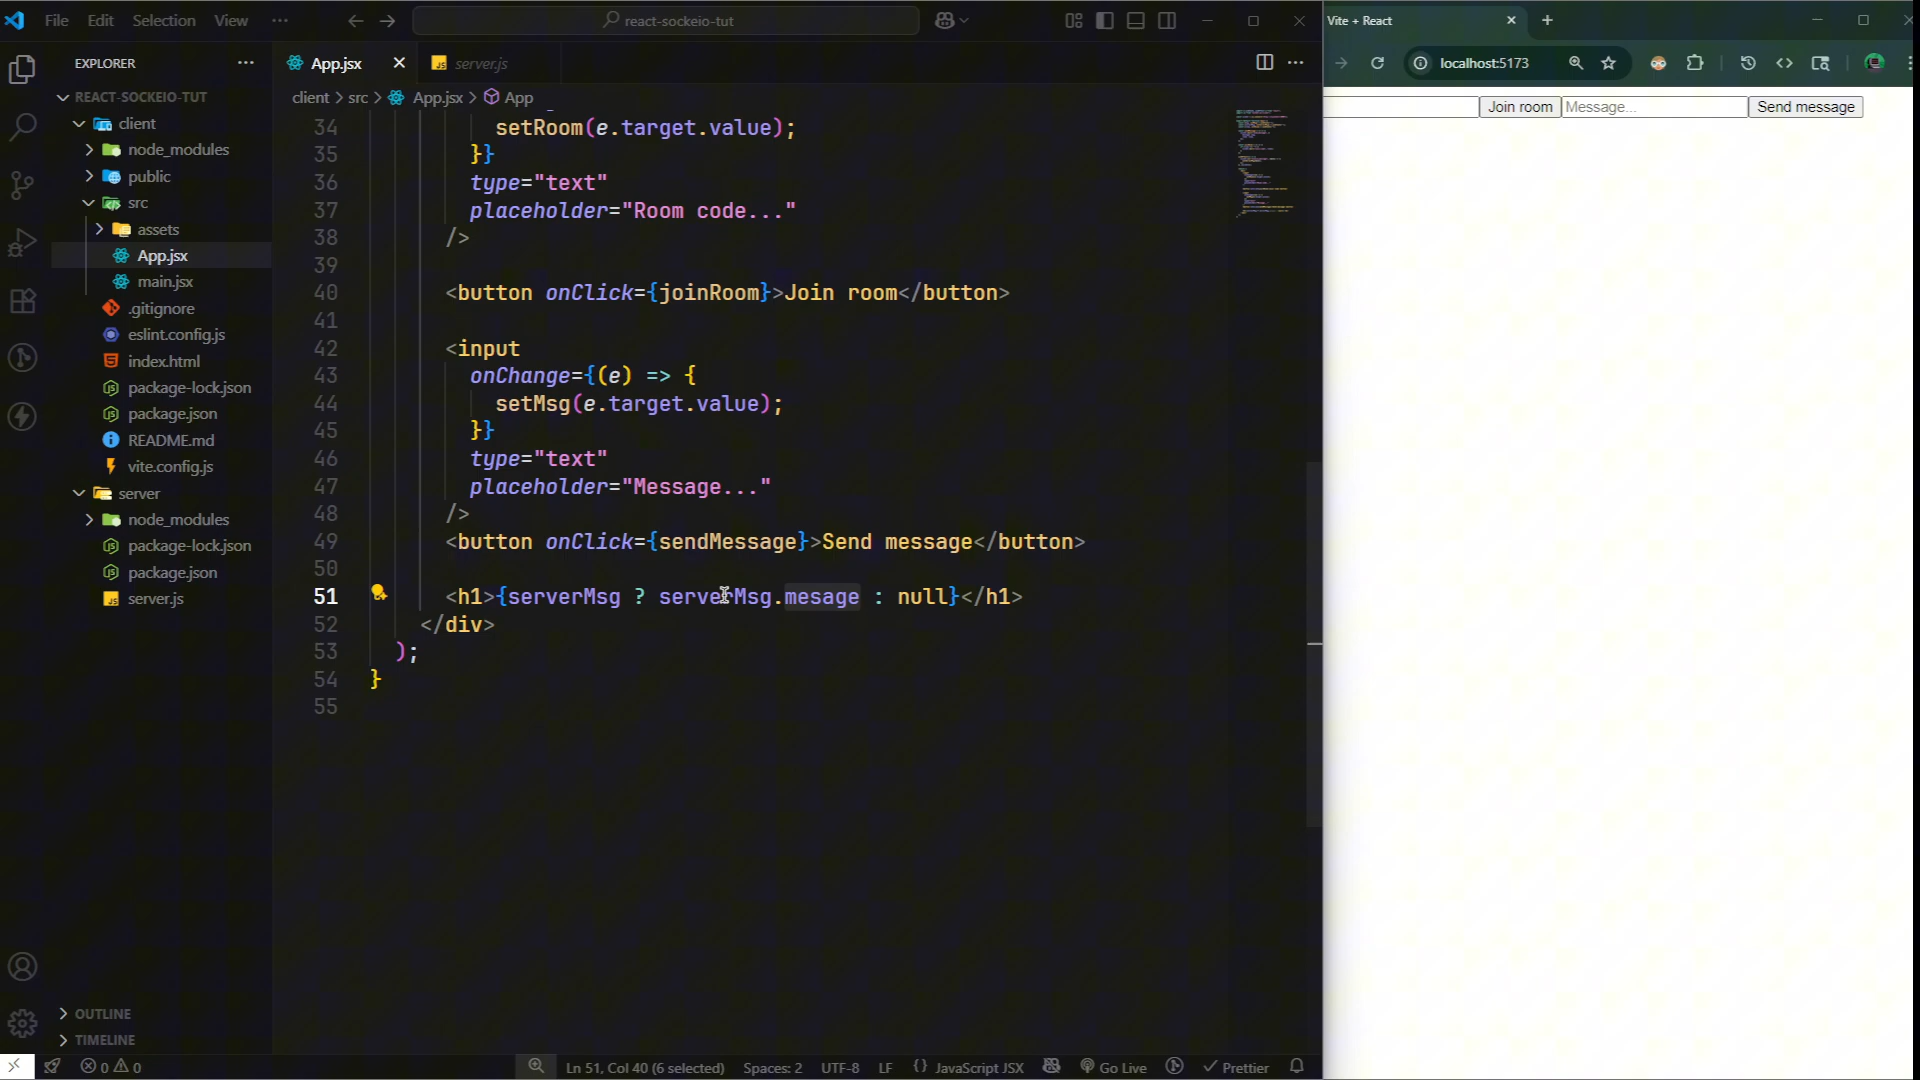 File Edit Selection View ··· react-sockeio-tut
EXPLORER ···
REACT-SOCKEIO-TUT
client
node_modules
public
src
assets
App.jsx
main.jsx
.gitignore
eslint.config.js
index.html
package-lock.json
package.json
README.md
vite.config.js
server
node_modules
package-lock.json
package.json
server.js
OUTLINE
TIMELINE
App.jsx JS server.js ···
client > src > App.jsx > App
34 setRoom(e.target.value);
35 }}
36 type="text"
37 placeholder="Room code..."
38 />
39
40 <button onClick={joinRoom}>Join room</button>
41
42 <input
43 onChange={(e) => {
44 setMsg(e.target.value);
45 }}
46 type="text"
47 placeholder="Message..."
48 />
49 <button onClick={sendMessage}>Send message</button>
50
51 <h1>{serverMsg ? serverMsg.mesage : null}</h1>
52 </div>
53 );
54 }
55
0 0 Ln 51, Col 40 (6 selected) Spaces: 2 UTF-8 LF {} JavaScript JSX Go Live Prettier
Vite + React
localhost:5173
Join room Message... Send message